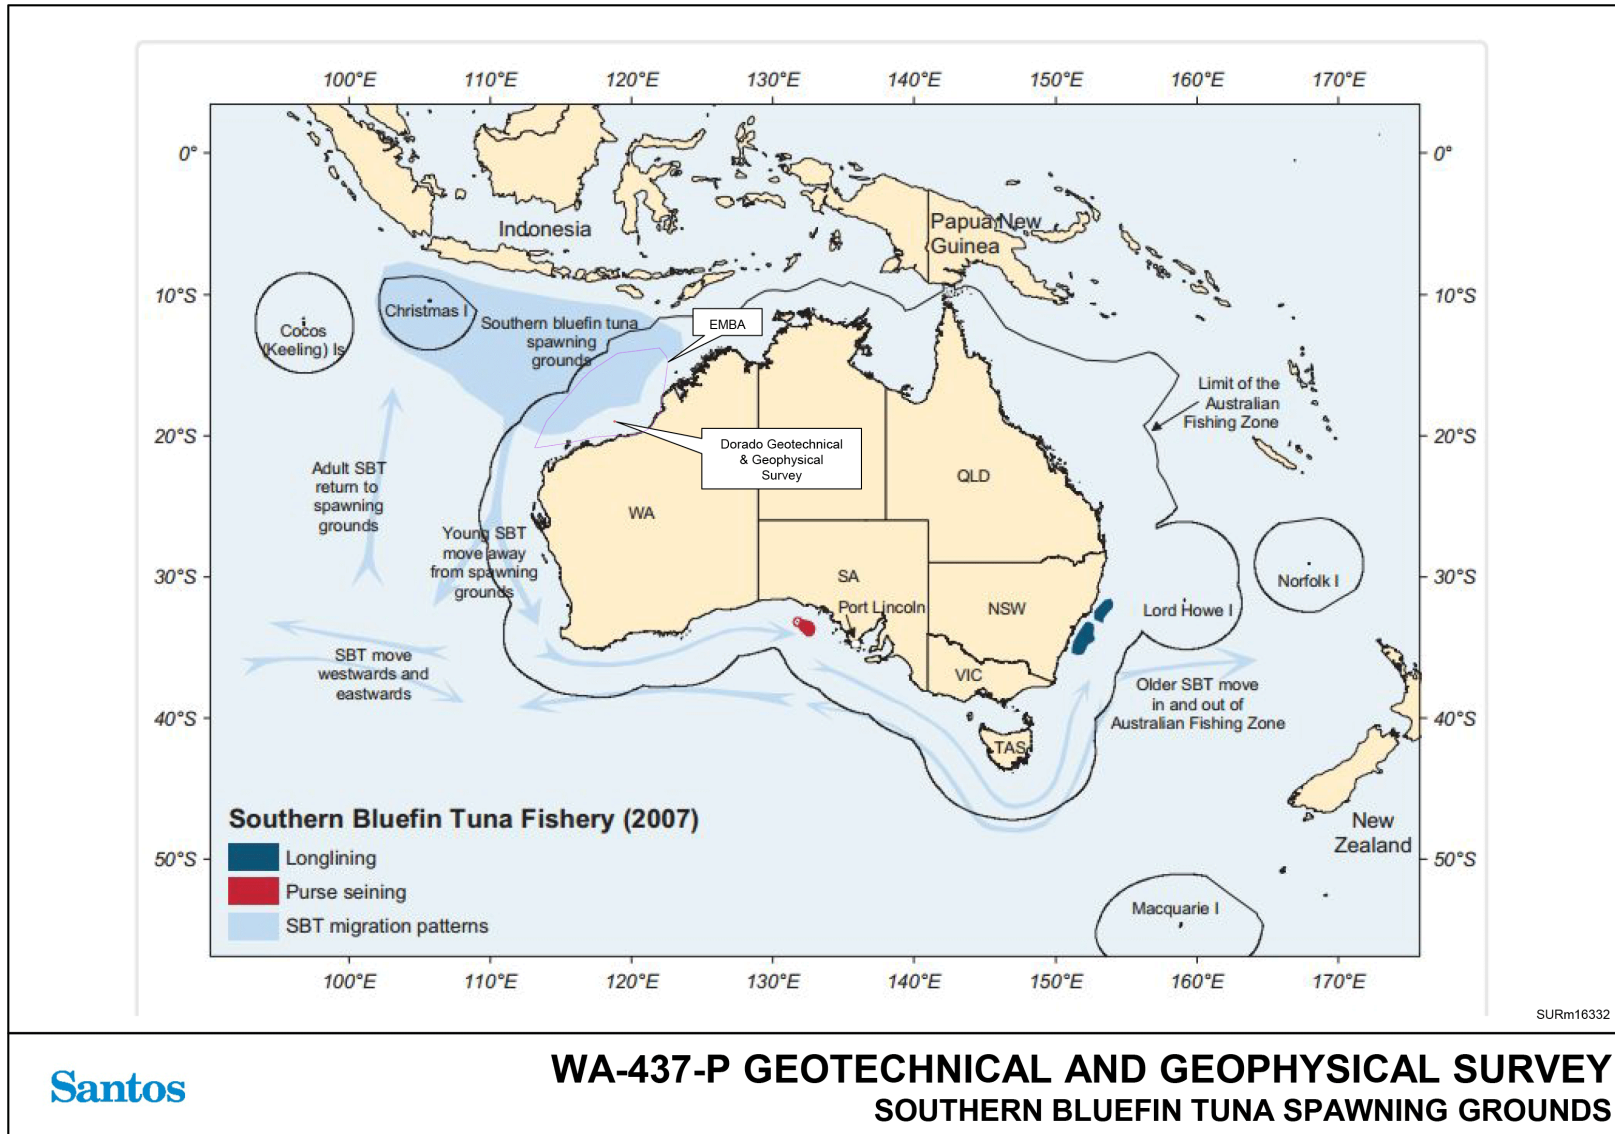 100°E 110°E 120°E 130°E 140°E 150°E 160°E 170°E
0° 0°
Indonesia
Papua New
Guinea
10°S 10°S
Christmas I
Cocos
(Keeling) Is
Southern bluefin tuna
spawning
grounds
EMBA
Limit of the
Australian
Fishing Zone
20°S 20°S
Dorado Geotechnical
& Geophysical
Survey
Adult SBT
return to
spawning
grounds
QLD
WA
Young SBT
move away
from spawning
grounds
30°S 30°S
SA
Port Lincoln
NSW
Lord Howe I
Norfolk I
SBT move
westwards and
eastwards
VIC
Older SBT move
in and out of
Australian Fishing Zone
40°S 40°S
TAS
New
Zealand
Southern Bluefin Tuna Fishery (2007)
Longlining
Purse seining
SBT migration patterns
50°S 50°S
Macquarie I
100°E 110°E 120°E 130°E 140°E 150°E 160°E 170°E
SURm16332
Santos
WA-437-P GEOTECHNICAL AND GEOPHYSICAL SURVEY
SOUTHERN BLUEFIN TUNA SPAWNING GROUNDS